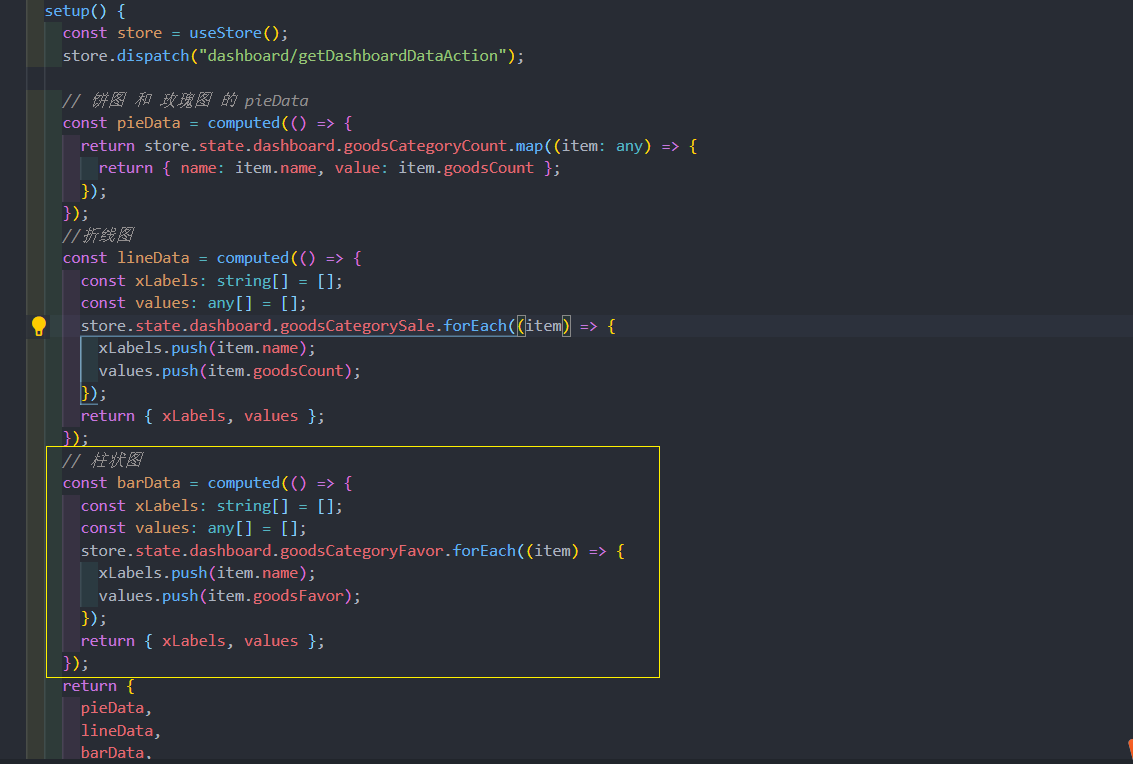 setup() {
const store = useStore();
store.dispatch("dashboard/getDashboardDataAction");
// 饼图 和 玫瑰图 的 pieData
const pieData = computed(() => {
return store.state.dashboard.goodsCategoryCount.map((item: any) => {
return { name: item.name, value: item.goodsCount };
});
});
//折线图
const lineData = computed(() => {
const xLabels: string[] = [];
const values: any[] = [];
store.state.dashboard.goodsCategorySale.forEach((item) => {
xLabels.push(item.name);
values.push(item.goodsCount);
});
return { xLabels, values };
});
// 柱状图
const barData = computed(() => {
const xLabels: string[] = [];
const values: any[] = [];
store.state.dashboard.goodsCategoryFavor.forEach((item) => {
xLabels.push(item.name);
values.push(item.goodsFavor);
});
return { xLabels, values };
});
return {
pieData,
lineData,
barData,